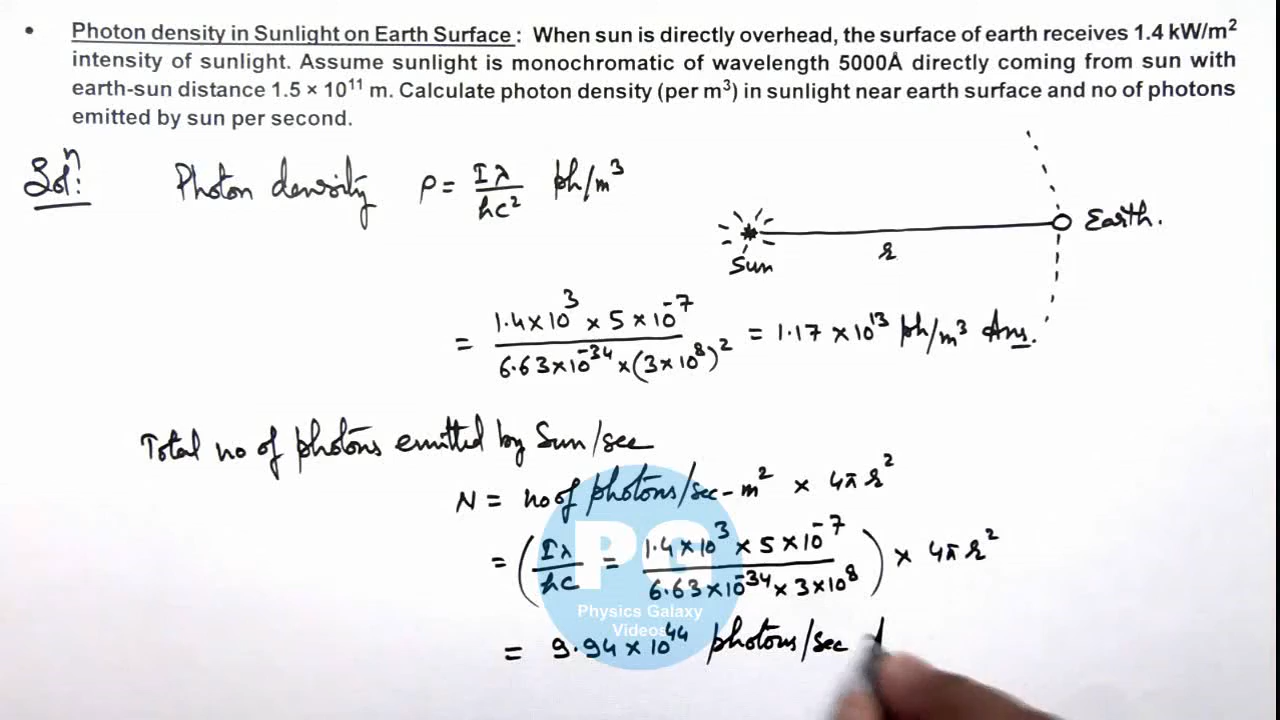 • Photon density in Sunlight on Earth Surface : When sun is directly overhead, the surface of earth receives 1.4 kW/m²
intensity of sunlight. Assume sunlight is monochromatic of wavelength 5000Å directly coming from sun with
earth-sun distance 1.5 × 10¹¹ m. Calculate photon density (per m³) in sunlight near earth surface and no of photons
emitted by sun per second.
Solⁿ: Photon density ρ = Iλ/hc² ph/m³
Sun r Earth.
= 1.4×10³ × 5×10⁻⁷ / 6.63×10⁻³⁴ × (3×10⁸)² = 1.17 × 10¹³ ph/m³ Ans.
Total no of photons emitted by Sun/sec
N = no of photons/sec-m² × 4πr²
= (Iλ/hc = 1.4×10³ × 5×10⁻⁷ / 6.63×10⁻³⁴ × 3×10⁸) × 4πr²
= 9.94 × 10⁴⁴ photons/sec
PG
Physics Galaxy
Videos